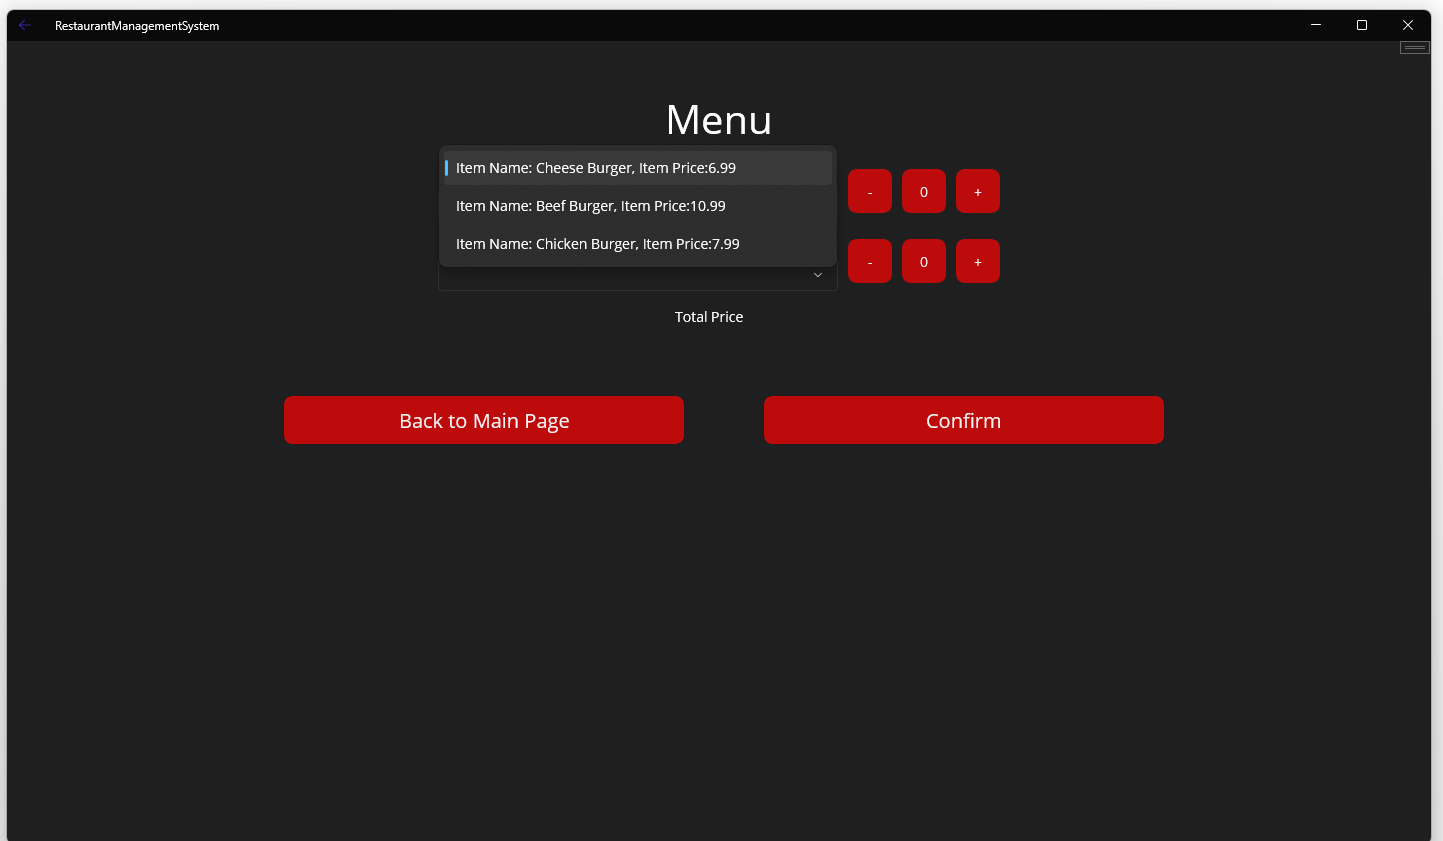 RestaurantManagementSystem
Menu
Item Name: Cheese Burger, Item Price:6.99
Item Name: Beef Burger, Item Price:10.99
Item Name: Chicken Burger, Item Price:7.99
- 0 +
- 0 +
Total Price
Back to Main Page
Confirm